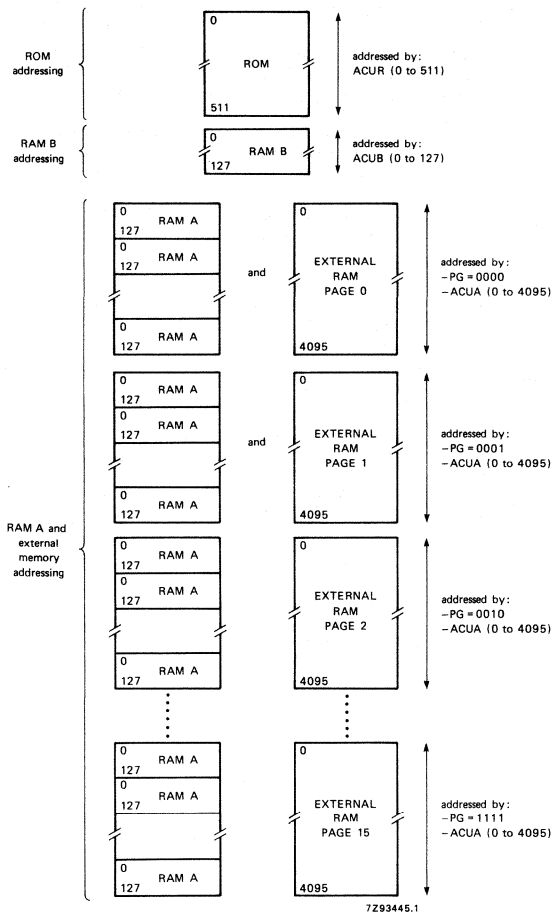 ROM
addressing
0
ROM
511
addressed by:
ACUR (0 to 511)
RAM B
addressing
0
RAM B
127
addressed by:
ACUB (0 to 127)
RAM A and
external
memory
addressing
0
RAM A
127
0
RAM A
127
0
RAM A
127
and
0
EXTERNAL
RAM
PAGE 0
4095
addressed by:
–PG = 0000
–ACUA (0 to 4095)
0
RAM A
127
0
RAM A
127
0
RAM A
127
and
0
EXTERNAL
RAM
PAGE 1
4095
addressed by:
–PG = 0001
–ACUA (0 to 4095)
0
RAM A
127
0
RAM A
127
0
RAM A
127
0
EXTERNAL
RAM
PAGE 2
4095
addressed by:
–PG = 0010
–ACUA (0 to 4095)
0
RAM A
127
0
RAM A
127
0
RAM A
127
0
EXTERNAL
RAM
PAGE 15
4095
addressed by:
–PG = 1111
–ACUA (0 to 4095)
7Z93445.1